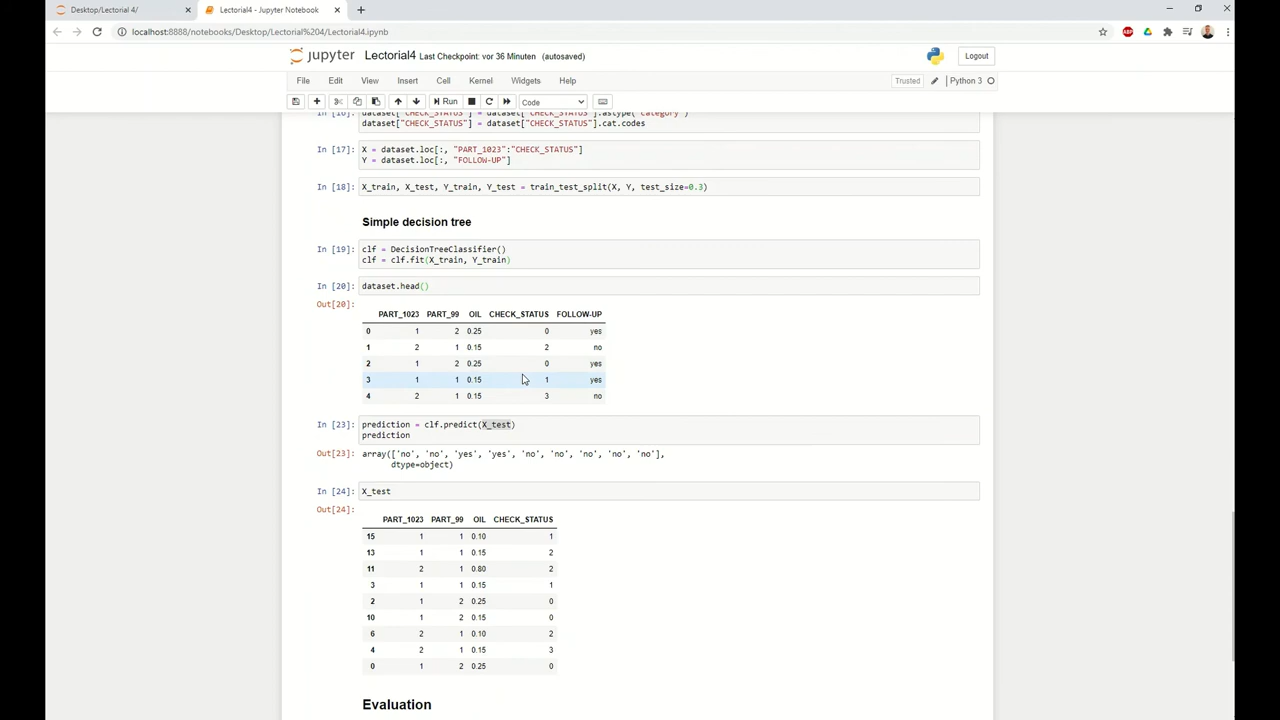 Desktop/Lectorial 4/
Lectorial4 - Jupyter Notebook
localhost:8888/notebooks/Desktop/Lectorial%204/Lectorial4.ipynb
jupyter Lectorial4 Last Checkpoint: vor 36 Minuten (autosaved)
Logout
File Edit View Insert Cell Kernel Widgets Help
Trusted Python 3
Run Code
In [16]: dataset["CHECK_STATUS"] = dataset["CHECK_STATUS"].astype("category")
dataset["CHECK_STATUS"] = dataset["CHECK_STATUS"].cat.codes
In [17]: X = dataset.loc[:, "PART_1023":"CHECK_STATUS"]
Y = dataset.loc[:, "FOLLOW-UP"]
In [18]: X_train, X_test, Y_train, Y_test = train_test_split(X, Y, test_size=0.3)
Simple decision tree
In [19]: clf = DecisionTreeClassifier()
clf = clf.fit(X_train, Y_train)
In [20]: dataset.head()
Out[20]:
PART_1023 PART_99 OIL CHECK_STATUS FOLLOW-UP
0 1 2 0.25 0 yes
1 2 1 0.15 2 no
2 1 2 0.25 0 yes
3 1 1 0.15 1 yes
4 2 1 0.15 3 no
In [23]: prediction = clf.predict(X_test)
prediction
Out[23]: array(['no', 'no', 'yes', 'yes', 'no', 'no', 'no', 'no', 'no'],
dtype=object)
In [24]: X_test
Out[24]:
PART_1023 PART_99 OIL CHECK_STATUS
15 1 1 0.10 1
13 1 1 0.15 2
11 2 1 0.80 2
3 1 1 0.15 1
2 1 2 0.25 0
10 1 2 0.15 0
6 2 1 0.10 2
4 2 1 0.15 3
0 1 2 0.25 0
Evaluation